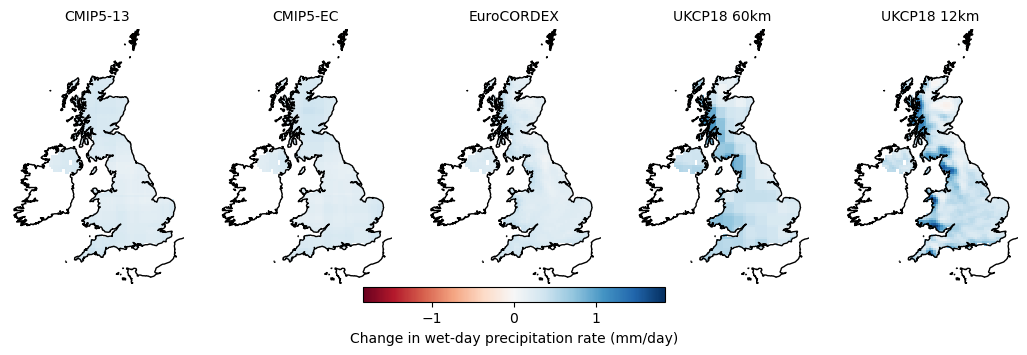 CMIP5-13 CMIP5-EC EuroCORDEX UKCP18 60km UKCP18 12km
−1 0 1
Change in wet-day precipitation rate (mm/day)